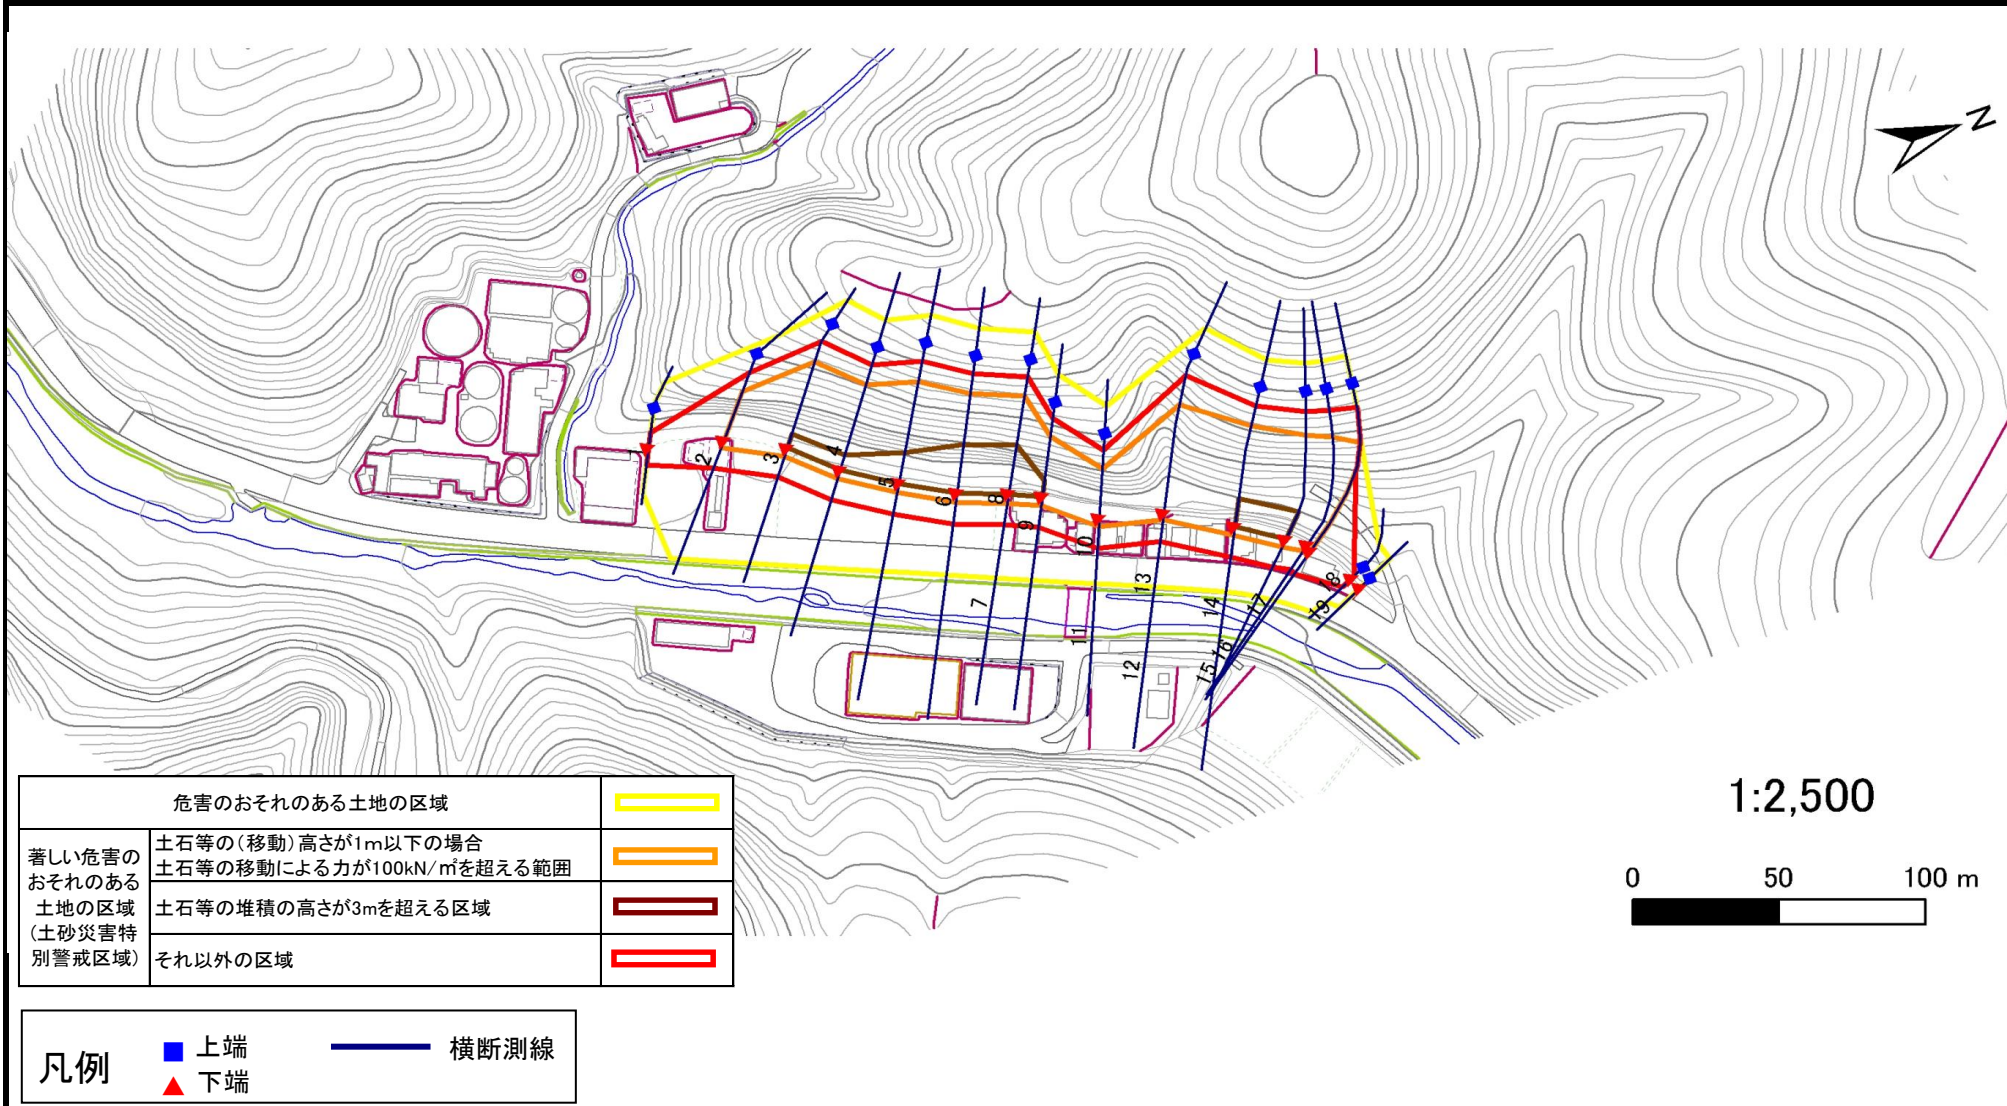 N
1
2
3
4
5
6
7
8
9
10
11
12
13
14
15
16
17
18
19
危害のおそれのある土地の区域
著しい危害の
おそれのある
土地の区域
(土砂災害特
別警戒区域)
土石等の(移動)高さが1m以下の場合
土石等の移動による力が100kN/㎡を超える範囲
土石等の堆積の高さが3mを超える区域
それ以外の区域
1:2,500
0 50 100 m
凡例
上端
下端
横断測線